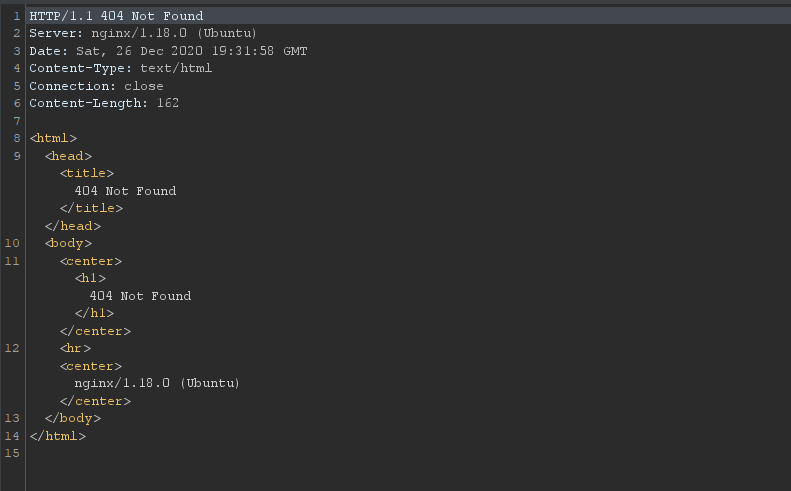 1 HTTP/1.1 404 Not Found
2 Server: nginx/1.18.0 (Ubuntu)
3 Date: Sat, 26 Dec 2020 19:31:58 GMT
4 Content-Type: text/html
5 Connection: close
6 Content-Length: 162
7
8 <html>
9 <head>
<title>
404 Not Found
</title>
</head>
10 <body>
11 <center>
<h1>
404 Not Found
</h1>
</center>
12 <hr>
<center>
nginx/1.18.0 (Ubuntu)
</center>
13 </body>
14 </html>
15